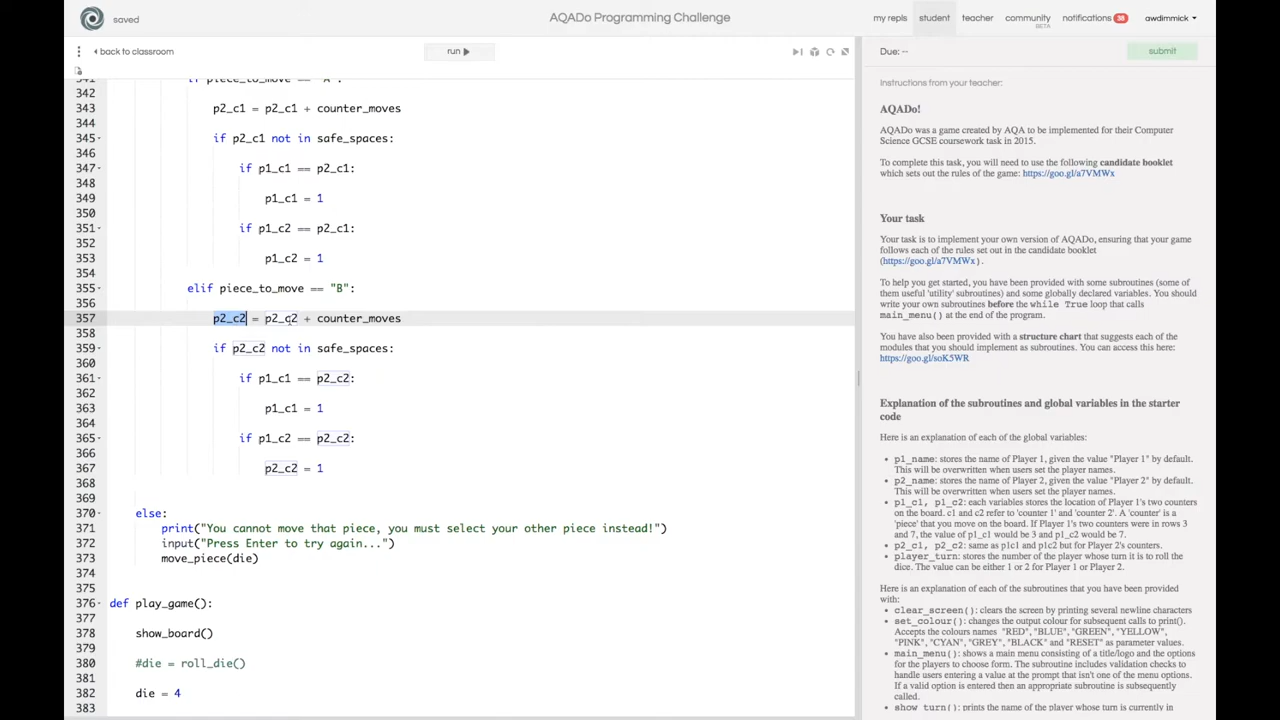 saved
AQADo Programming Challenge
my repls
student
teacher
community
BETA
notifications 36
awdimmick
back to classroom
run
Due: --
submit
341 if piece_to_move == "A":
342
343 p2_c1 = p2_c1 + counter_moves
344
345 if p2_c1 not in safe_spaces:
346
347 if p1_c1 == p2_c1:
348
349 p1_c1 = 1
350
351 if p1_c2 == p2_c1:
352
353 p1_c2 = 1
354
355 elif piece_to_move == "B":
356
357 p2_c2 = p2_c2 + counter_moves
358
359 if p2_c2 not in safe_spaces:
360
361 if p1_c1 == p2_c2:
362
363 p1_c1 = 1
364
365 if p1_c2 == p2_c2:
366
367 p2_c2 = 1
368
369
370 else:
371 print("You cannot move that piece, you must select your other piece instead!")
372 input("Press Enter to try again...")
373 move_piece(die)
374
375
376 def play_game():
377
378 show_board()
379
380 #die = roll_die()
381
382 die = 4
383
Instructions from your teacher:
AQADo!
AQADo was a game created by AQA to be implemented for their Computer
Science GCSE coursework task in 2015.
To complete this task, you will need to use the following candidate booklet
which sets out the rules of the game: https://goo.gl/a7VMWx
Your task
Your task is to implement your own version of AQADo, ensuring that your game
follows each of the rules set out in the candidate booklet
(https://goo.gl/a7VMWx).
To help you get started, you have been provided with some subroutines (some of
them useful 'utility' subroutines) and some globally declared variables. You should
write your own subroutines before the while True loop that calls
main_menu() at the end of the program.
You have also been provided with a structure chart that suggests each of the
modules that you should implement as subroutines. You can access this here:
https://goo.gl/soK5WR
Explanation of the subroutines and global variables in the starter
code
Here is an explanation of each of the global variables:
p1_name: stores the name of Player 1, given the value "Player 1" by default.
This will be overwritten when users set the player names.
p2_name: stores the name of Player 2, given the value "Player 2" by default.
This will be overwritten when users set the player names.
p1_c1, p1_c2: each variables stores the location of Player 1's two counters
on the board. c1 and c2 refer to 'counter 1' and 'counter 2'. A 'counter' is a
'piece' that you move on the board. If Player 1's two counters were in rows 3
and 7, the value of p1_c1 would be 3 and p1_c2 would be 7.
p2_c1, p2_c2: same as p1c1 and p1c2 but for Player 2's counters.
player_turn: stores the number of the player whose turn it is to roll the
dice. The value can be either 1 or 2 for Player 1 or Player 2.
Here is an explanation of each of the subroutines that you have been provided
with:
clear_screen(): clears the screen by printing several newline characters
set_colour(): changes the output colour for subsequent calls to print().
Accepts the colours names "RED", "BLUE", "GREEN", "YELLOW",
"PINK", "CYAN", "GREY", "BLACK" and "RESET" as parameter values.
main_menu(): shows a main menu consisting of a title/logo and the options
for the players to choose form. The subroutine includes validation checks to
handle users entering a value at the prompt that isn't one of the menu options.
If a valid option is entered then an appropriate subroutine is subsequently
called.
show_turn(): prints the name of the player whose turn is currently in